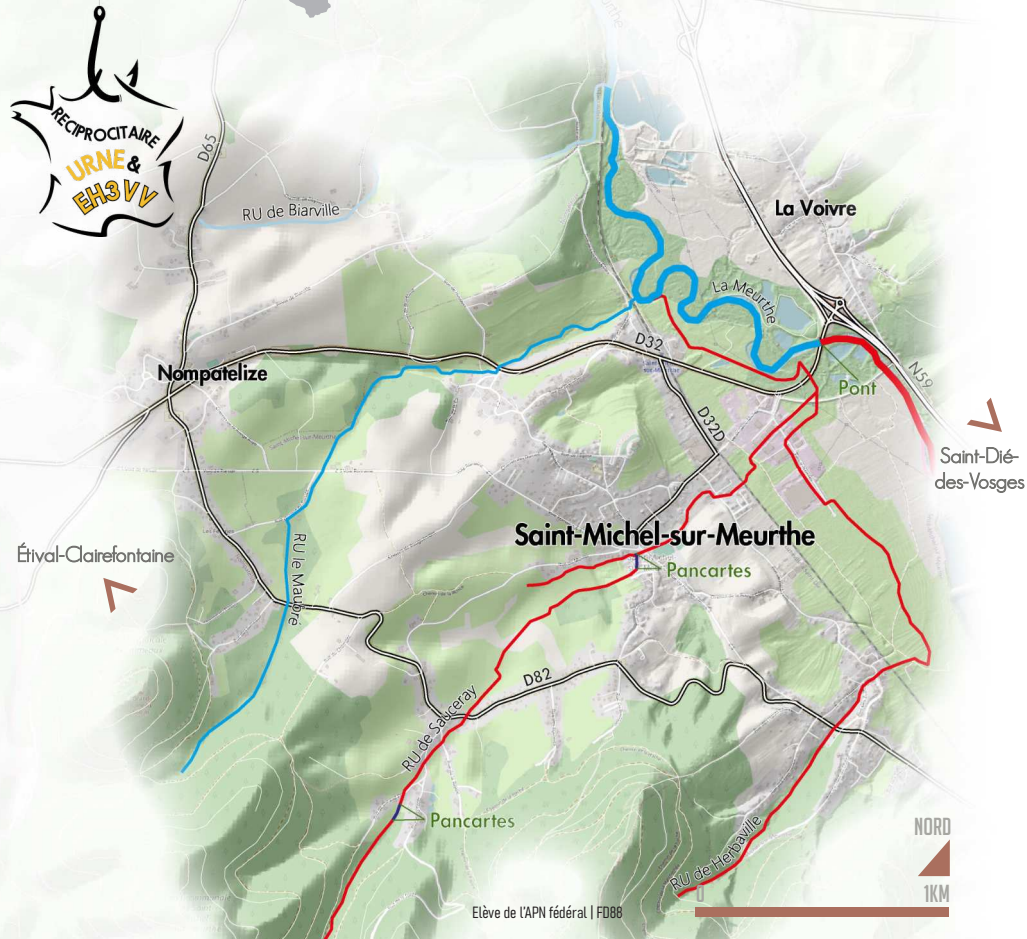 RECIPROCITAIRE
URNE &
EH3VV
D65
RU de Biarville
La Voivre
La Meurthe
D32
Nompatelize
Pont
N59
D32D
Saint-Dié-
des-Vosges
Saint-Michel-sur-Meurthe
Étival-Clairefontaine
Pancartes
RU le Maubre
D82
RU de Sauceray
Pancartes
RU de Herbaville
NORD
0
1KM
Elève de l'APN fédéral | FD88